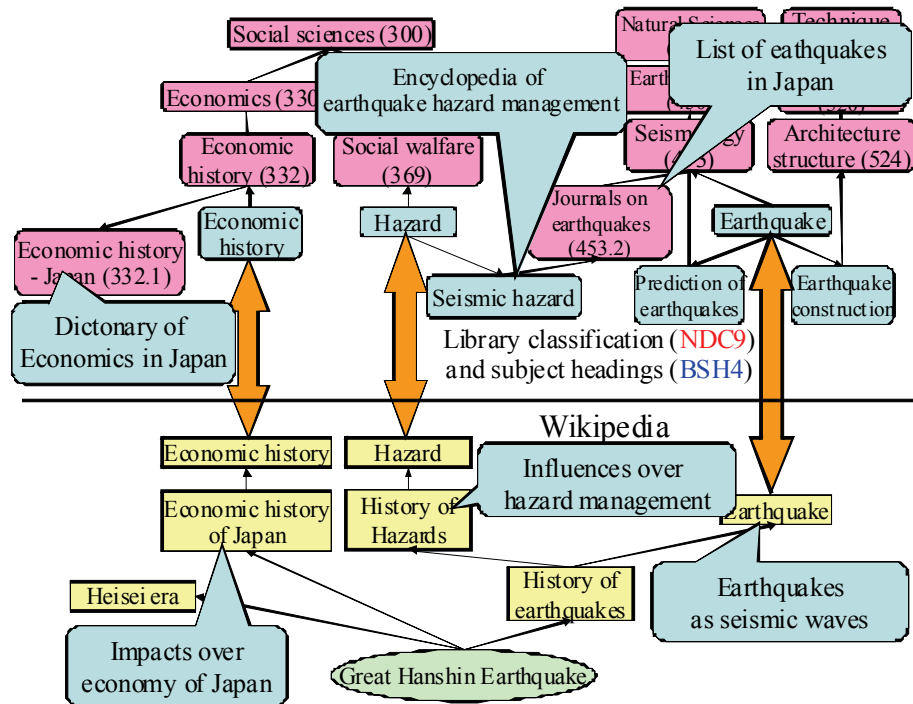 Social sciences (300)
Natural Sciences
Technique
Economics (330
Encyclopedia of
earthquake hazard management
List of eathquakes
in Japan
Economic
history (332)
Social walfare
(369)
Architecture
structure (524)
Economic
history
Hazard
Journals on
earthquakes
(453.2)
Earthquake
Economic history
- Japan (332.1)
Seismic hazard
Prediction of
earthquakes
Earthquake
construction
Dictonary of
Economics in Japan
Library classification (NDC9)
and subject headings (BSH4)
Wikipedia
Economic history
Hazard
Influences over
hazard management
Economic history
of Japan
History of
Hazards
Earthquake
Heisei era
History of
earthquakes
Earthquakes
as seismic waves
Impacts over
economy of Japan
Great Hanshin Earthquake